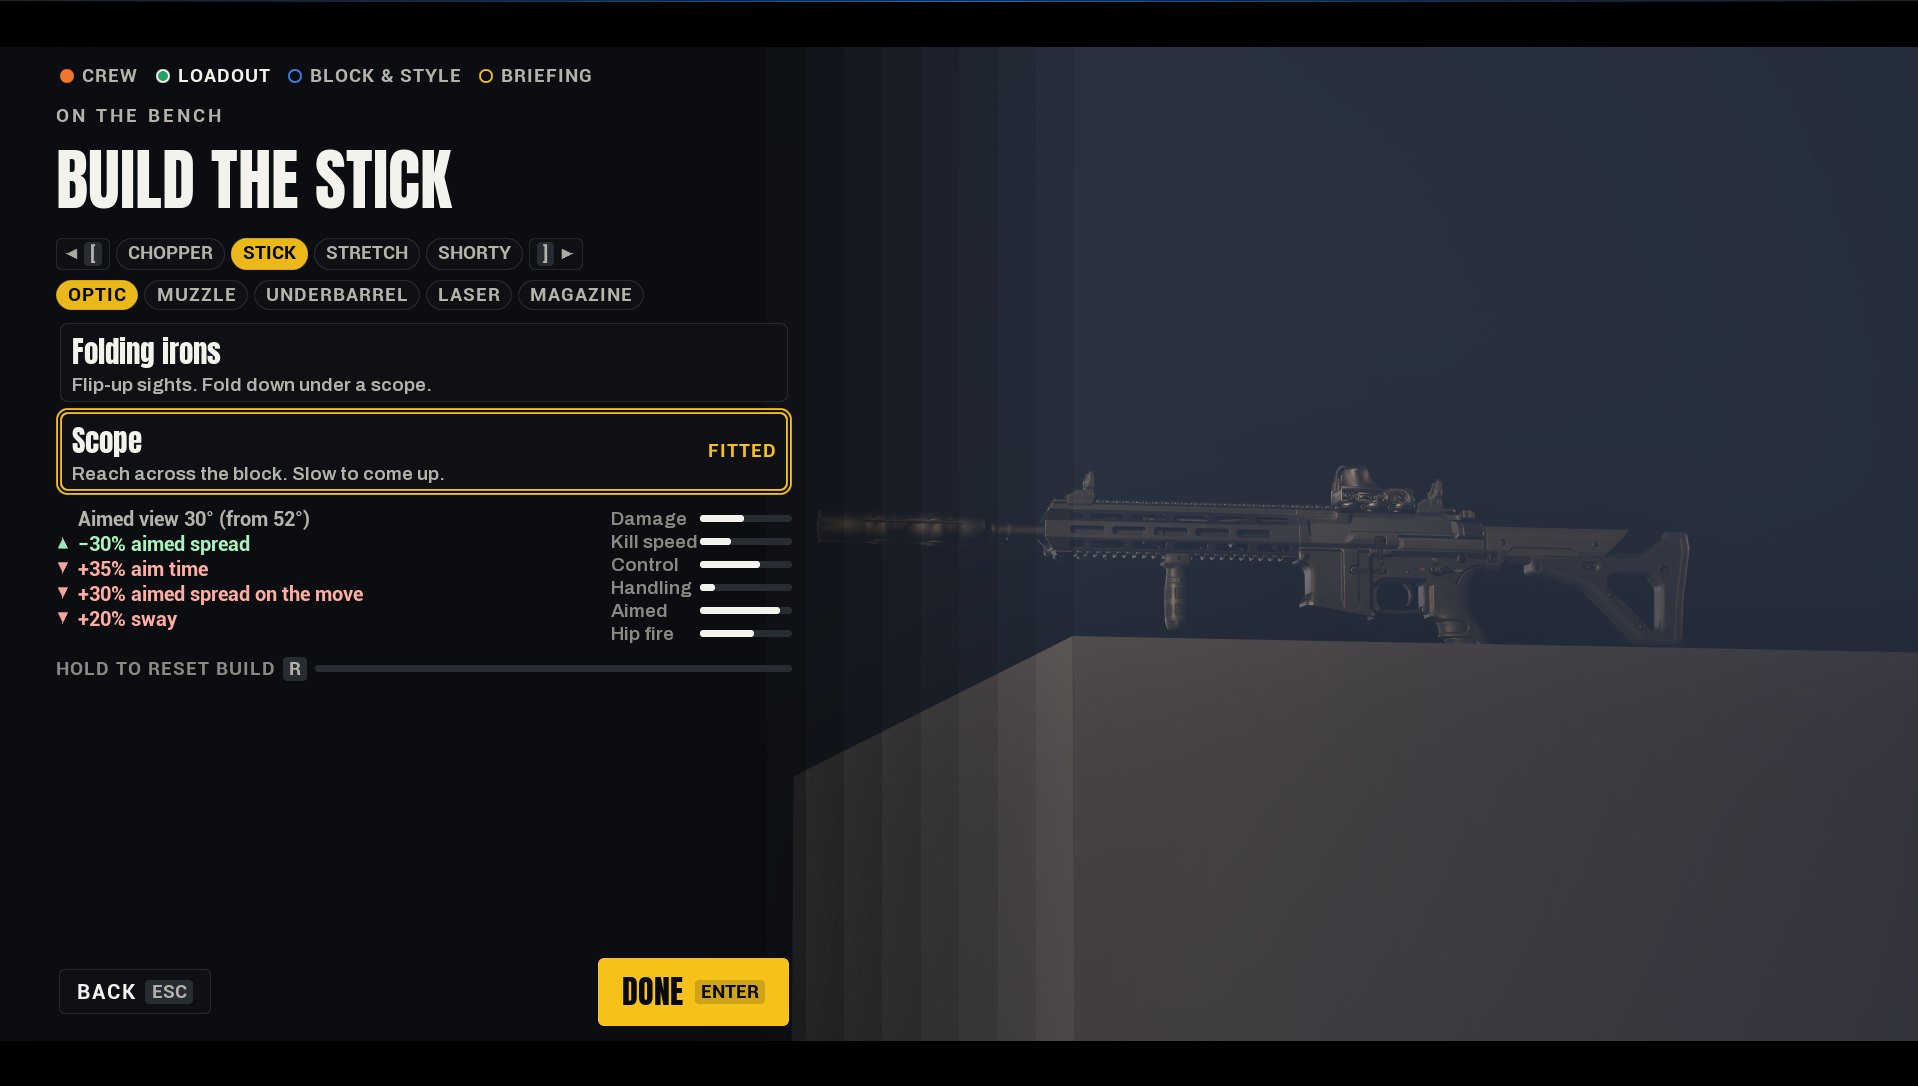 CREW LOADOUT BLOCK & STYLE BRIEFING
ON THE BENCH
BUILD THE STICK
◄ [ CHOPPER STICK STRETCH SHORTY ] ►
OPTIC MUZZLE UNDERBARREL LASER MAGAZINE
Folding irons
Flip-up sights. Fold down under a scope.
Scope
FITTED
Reach across the block. Slow to come up.
Aimed view 30° (from 52°)
▲ −30% aimed spread
▼ +35% aim time
▼ +30% aimed spread on the move
▼ +20% sway
Damage
Kill speed
Control
Handling
Aimed
Hip fire
HOLD TO RESET BUILD R
BACK ESC
DONE ENTER